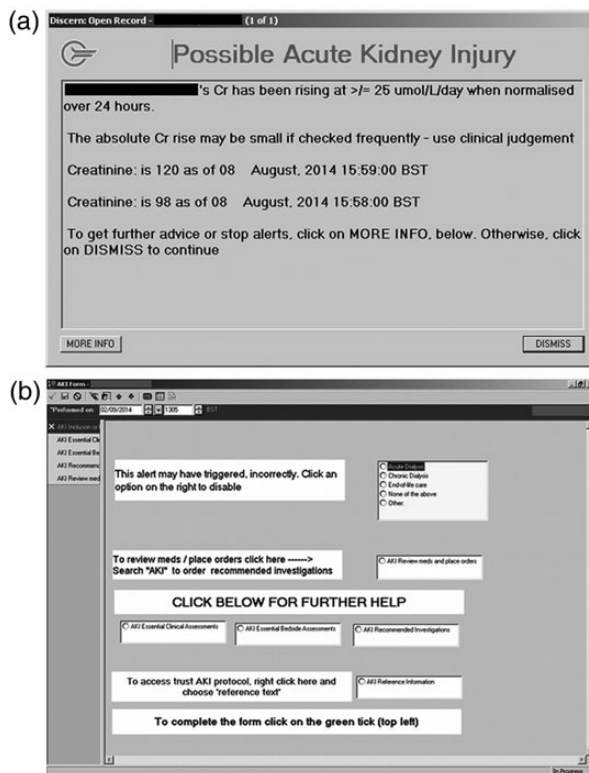 (a)
Discern: Open Record - (1 of 1)
Possible Acute Kidney Injury
's Cr has been rising at >/= 25 umol/L/day when normalised
over 24 hours.
The absolute Cr rise may be small if checked frequently - use clinical judgement
Creatinine: is 120 as of 08 August, 2014 15:59:00 BST
Creatinine: is 98 as of 08 August, 2014 15:58:00 BST
To get further advice or stop alerts, click on MORE INFO, below. Otherwise, click
on DISMISS to continue
MORE INFO
DISMISS
(b)
AKI Form -
*Performed on: 02/09/2014 1305 BST
AKI Inclusion or
AKI Essential Cli
AKI Essential Be
AKI Recommend
AKI Review med
This alert may have triggered, incorrectly. Click an
option on the right to disable
Acute Dialysis
Chronic Dialysis
End-of-life care
None of the above
Other:
To review meds / place orders click here ------>
Search "AKI" to order recommended investigations
AKI Review meds and place orders
CLICK BELOW FOR FURTHER HELP
AKI Essential Clinical Assessments
AKI Essential Bedside Assessments
AKI Recommended Investigations
To access trust AKI protocol, right click here and
choose 'reference text'
AKI Reference Information
To complete the form click on the green tick (top left)
In Progress